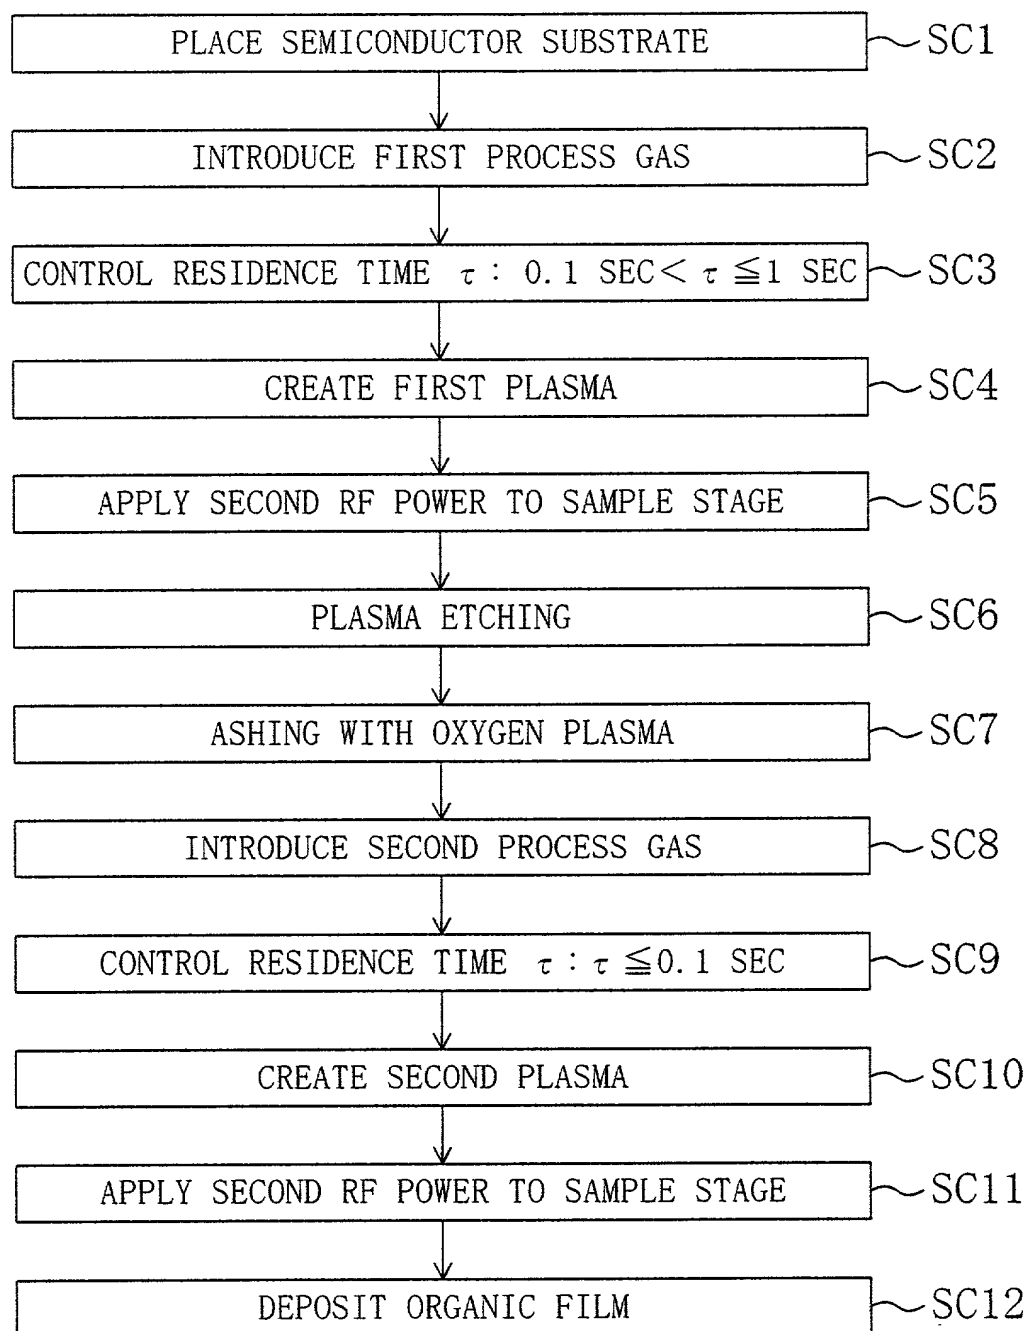 PLACE SEMICONDUCTOR SUBSTRATE SC1
INTRODUCE FIRST PROCESS GAS SC2
CONTROL RESIDENCE TIME τ: 0.1 SEC< τ ≦1 SEC SC3
CREATE FIRST PLASMA SC4
APPLY SECOND RF POWER TO SAMPLE STAGE SC5
PLASMA ETCHING SC6
ASHING WITH OXYGEN PLASMA SC7
INTRODUCE SECOND PROCESS GAS SC8
CONTROL RESIDENCE TIME τ:τ ≦0.1 SEC SC9
CREATE SECOND PLASMA SC10
APPLY SECOND RF POWER TO SAMPLE STAGE SC11
DEPOSIT ORGANIC FILM SC12